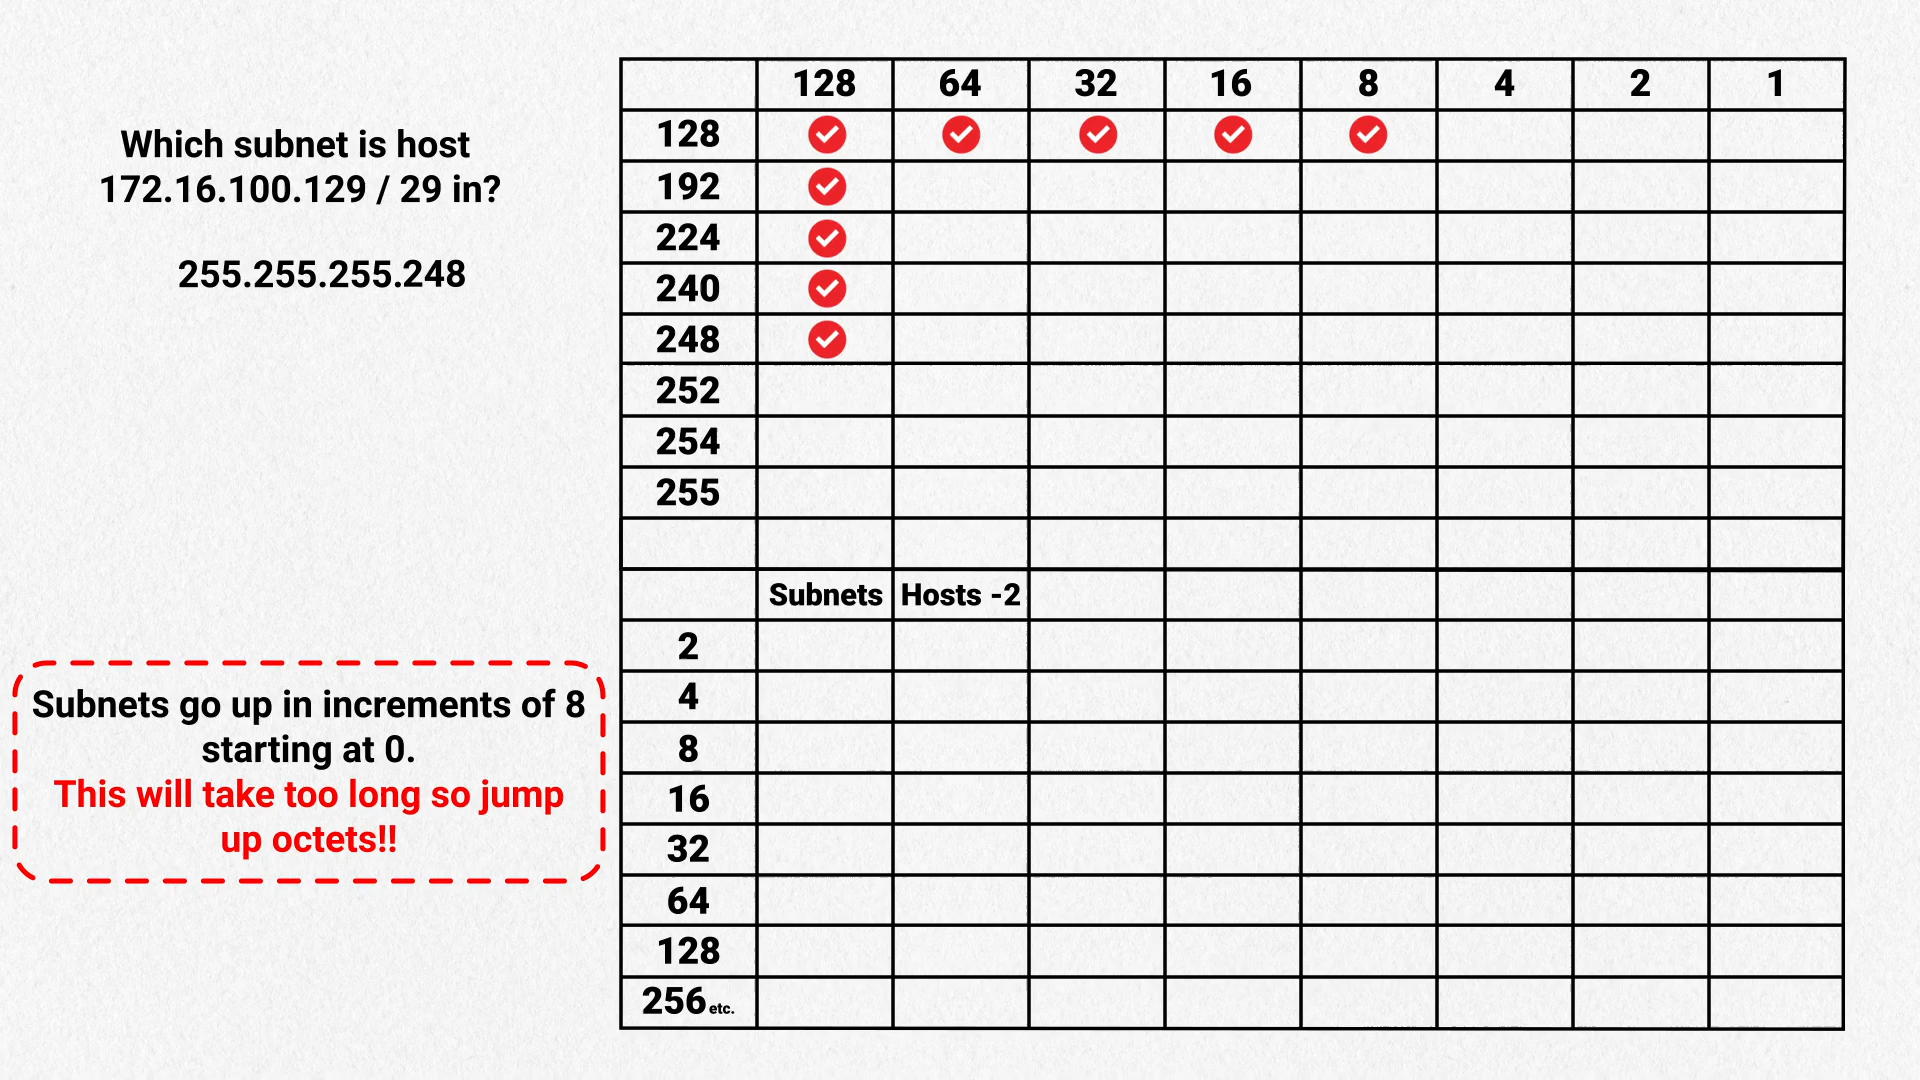 Which subnet is host
172.16.100.129 / 29 in?
255.255.255.248
Subnets go up in increments of 8
starting at 0.
This will take too long so jump
up octets!!
128 64 32 16 8 4 2 1
128
192
224
240
248
252
254
255
Subnets Hosts -2
2
4
8
16
32
64
128
256 etc.